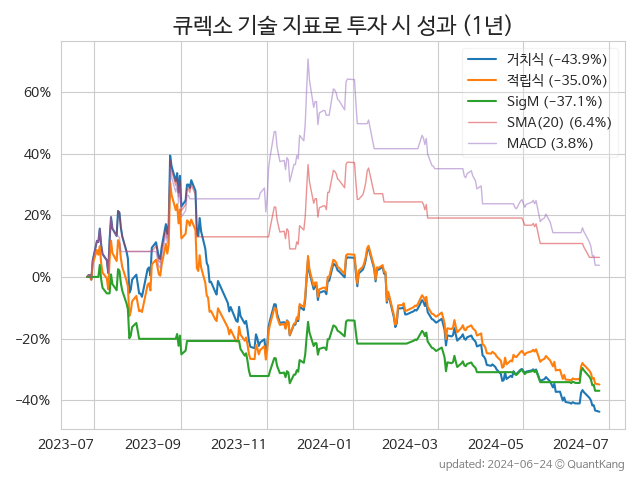 큐렉소 기술 지표로 투자 시 성과 (1년)
거치식 (−43.9%)
적립식 (−35.0%)
SigM (−37.1%)
SMA(20) (6.4%)
MACD (3.8%)
60%
40%
20%
0%
−20%
−40%
2023-07 2023-09 2023-11 2024-01 2024-03 2024-05 2024-07
updated: 2024-06-24 ⓒ QuantKang